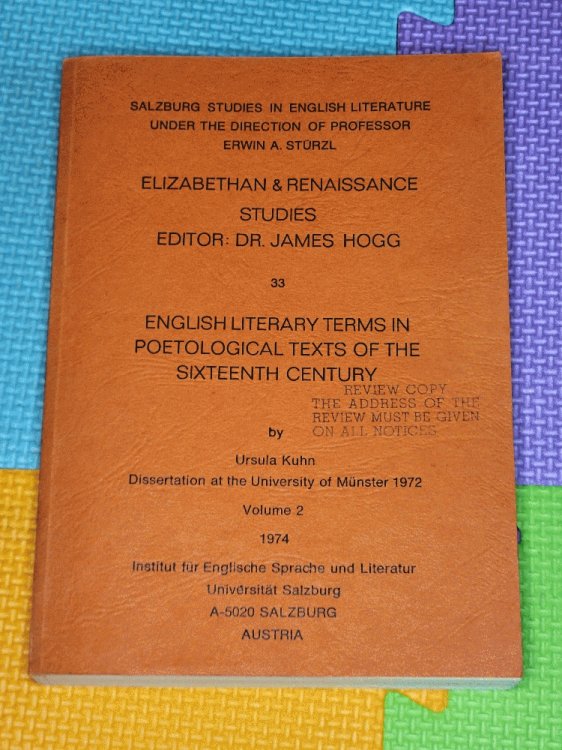 SALZBURG STUDIES IN ENGLISH LITERATURE
UNDER THE DIRECTION OF PROFESSOR
ERWIN A. STÜRZL
ELIZABETHAN & RENAISSANCE
STUDIES
EDITOR: DR. JAMES HOGG
33
ENGLISH LITERARY TERMS IN
POETOLOGICAL TEXTS OF THE
SIXTEENTH CENTURY
REVIEW COPY
THE ADDRESS OF THE
REVIEW MUST BE GIVEN
ON ALL NOTICES
by
Ursula Kuhn
Dissertation at the University of Münster 1972
Volume 2
1974
Institut für Englische Sprache und Literatur
Universität Salzburg
A-5020 SALZBURG
AUSTRIA